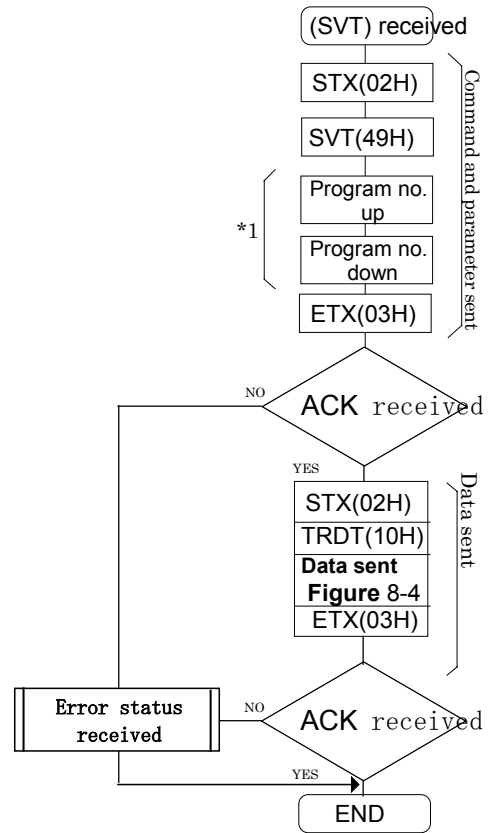 (SVT) received
STX(02H)
SVT(49H)
Command and parameter sent
Program no.
up
*1
Program no.
down
ETX(03H)
NO
ACK received
YES
STX(02H)
TRDT(10H)
Data sent
Figure 8-4
ETX(03H)
Data sent
Error status
received
NO
ACK received
YES
END